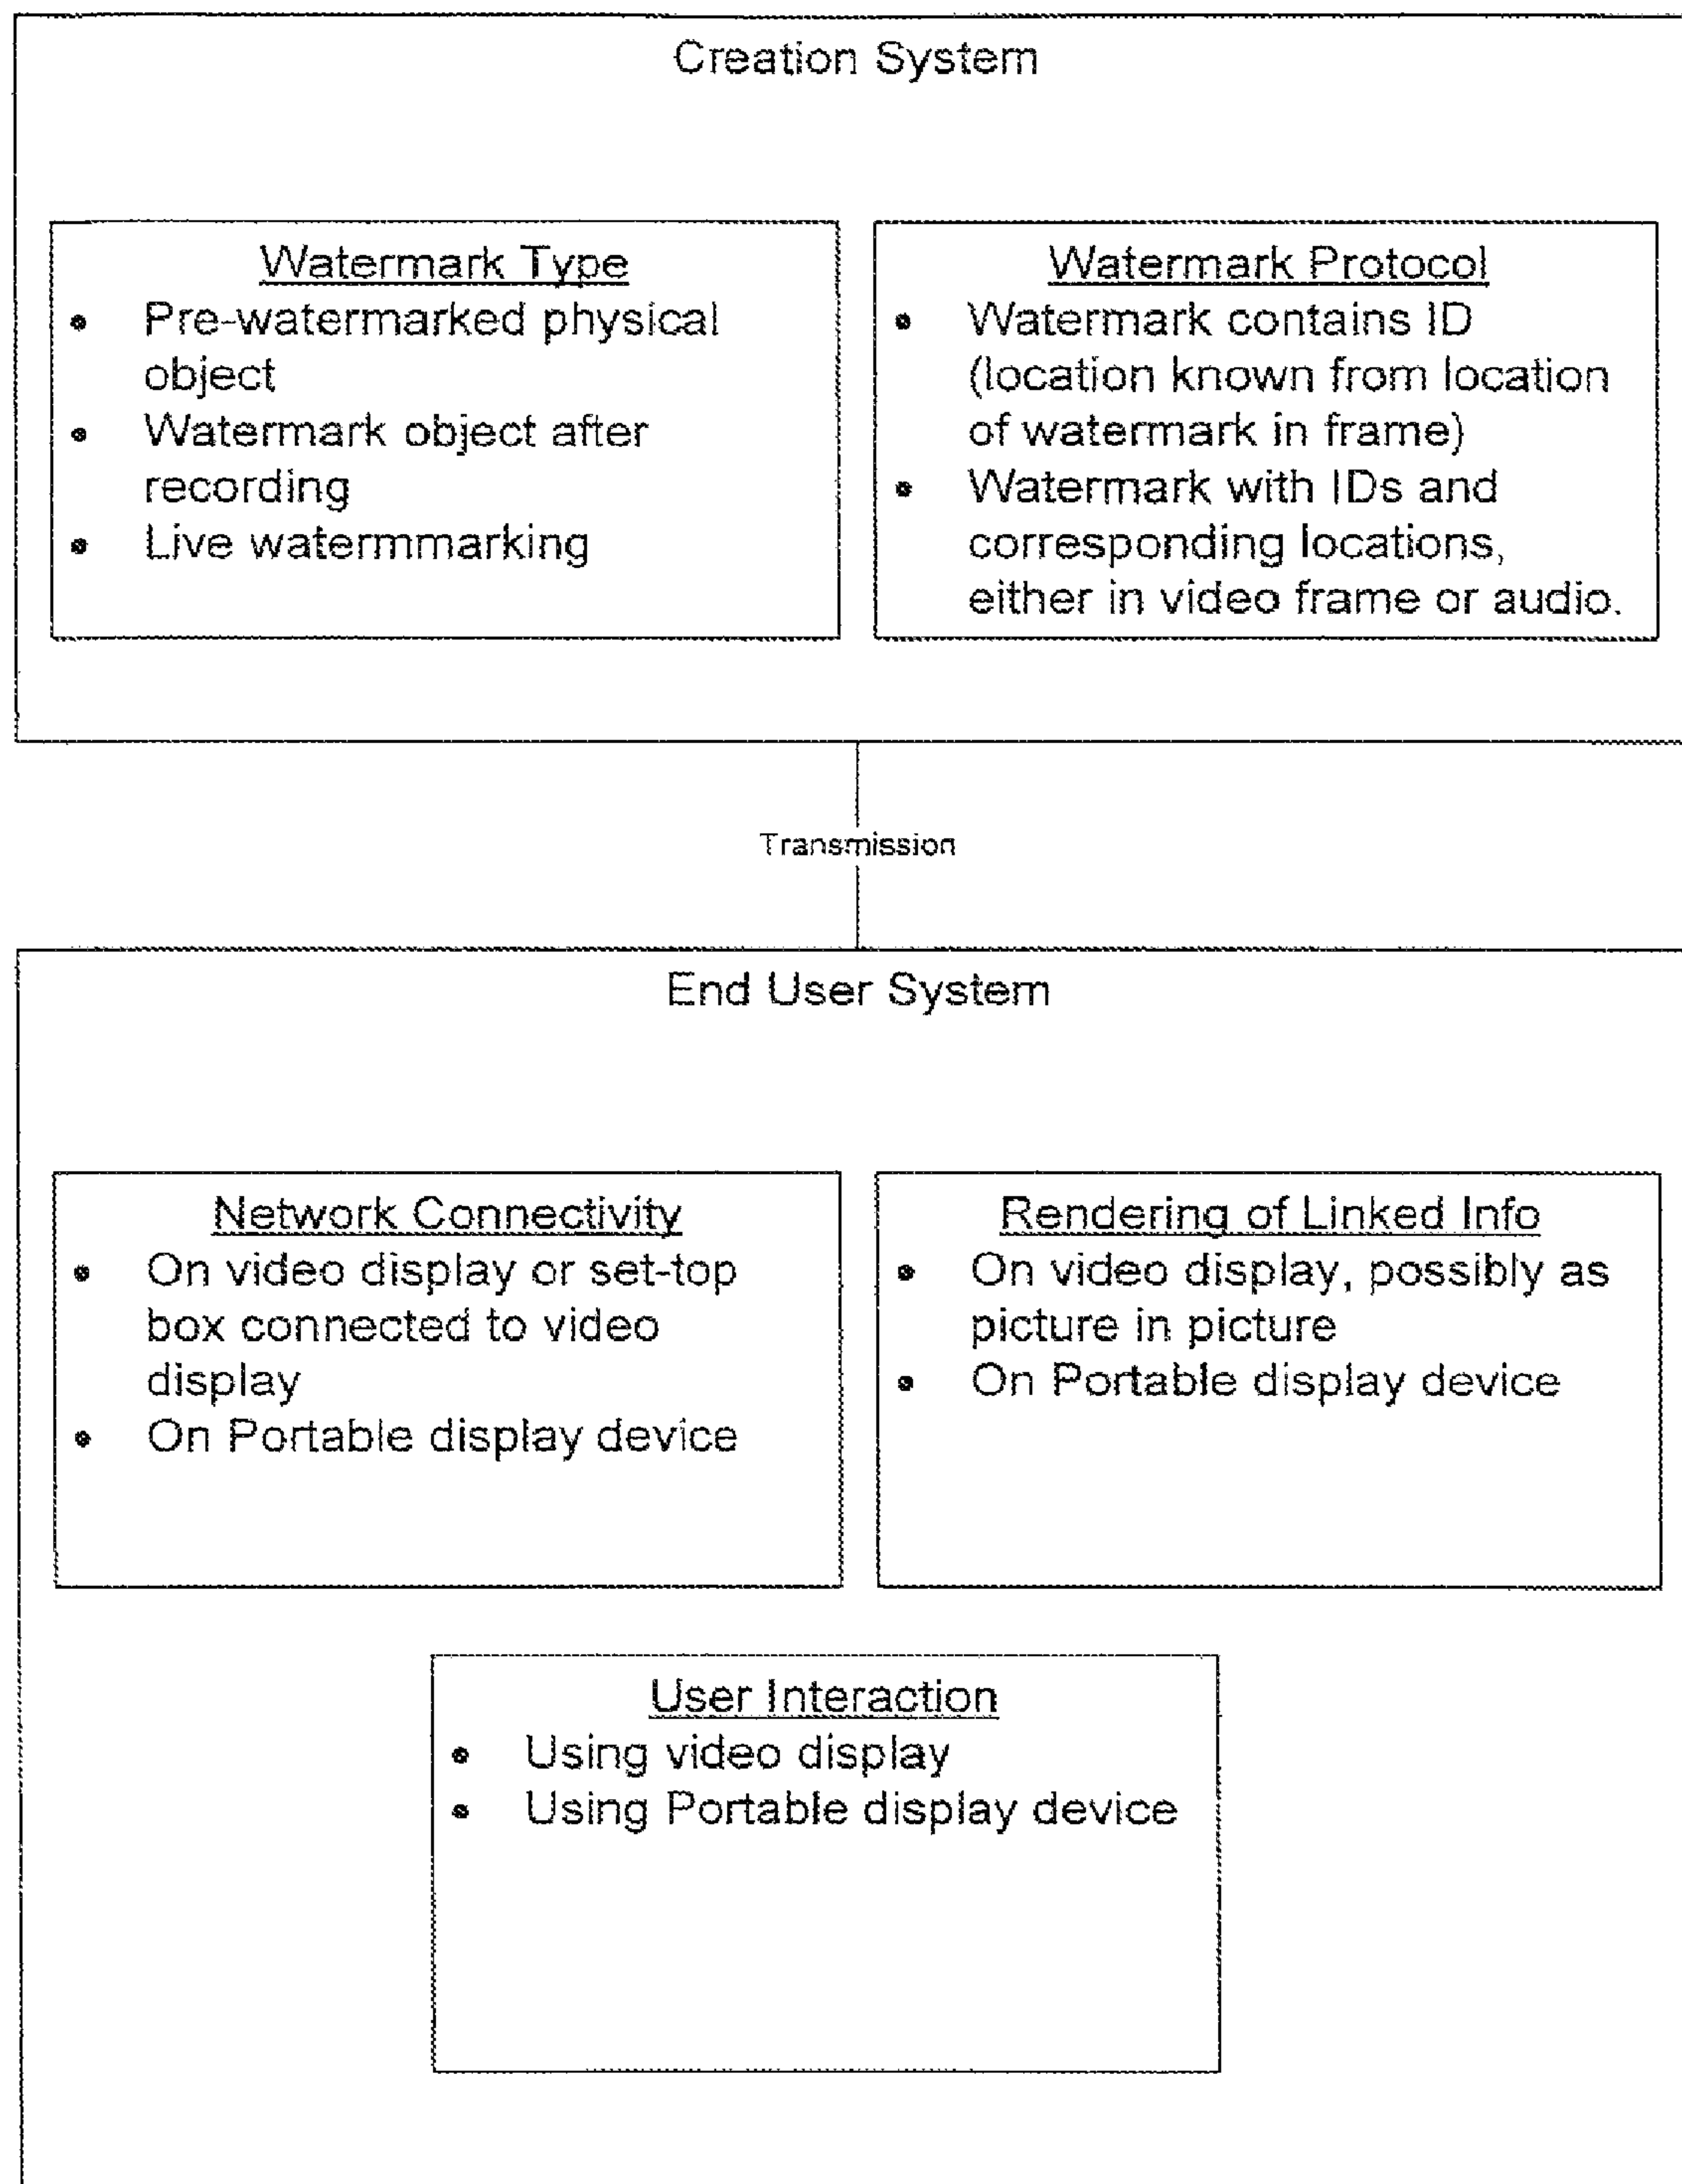 Creation System
Watermark Type
• Pre-watermarked physical
object
• Watermark object after
recording
• Live watermmarking
Watermark Protocol
• Watermark contains ID
(location known from location
of watermark in frame)
• Watermark with IDs and
corresponding locations,
either in video frame or audio.
Transmission
End User System
Network Connectivity
• On video display or set-top
box connected to video
display
• On Portable display device
Rendering of Linked Info
• On video display, possibly as
picture in picture
• On Portable display device
User Interaction
• Using video display
• Using Portable display device